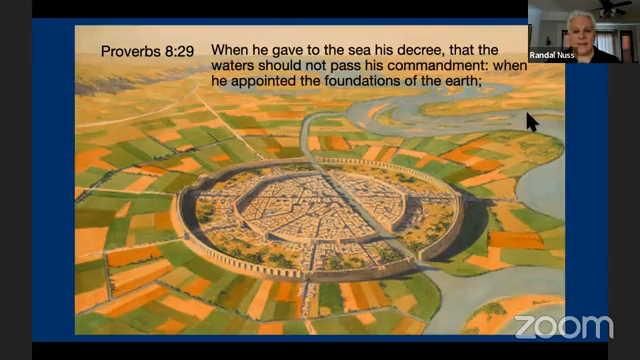 Proverbs 8:29
When he gave to the sea his decree, that the
waters should not pass his commandment: when
he appointed the foundations of the earth;
Randal Nuss
zoom